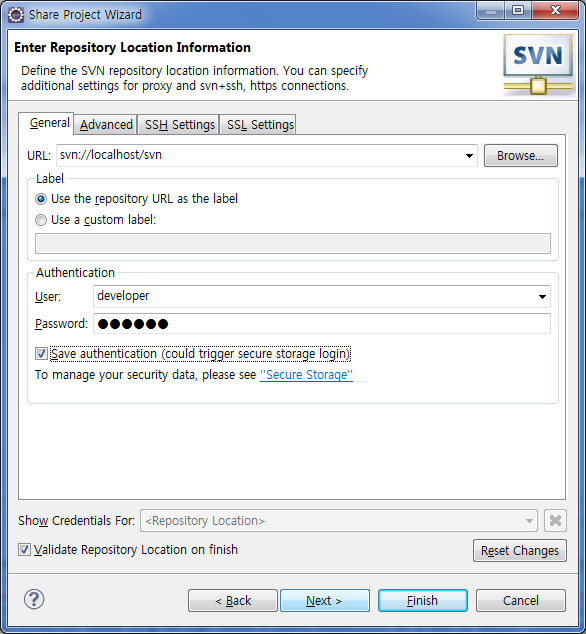 Share Project Wizard
Enter Repository Location Information
Define the SVN repository location information. You can specify
additional settings for proxy and svn+ssh, https connections.
SVN
General Advanced SSH Settings SSL Settings
URL: svn://localhost/svn Browse...
Label
Use the repository URL as the label
Use a custom label:
Authentication
User: developer
Password: ●●●●●●
Save authentication (could trigger secure storage login)
To manage your security data, please see "Secure Storage"
Show Credentials For: <Repository Location>
Validate Repository Location on finish Reset Changes
? < Back Next > Finish Cancel